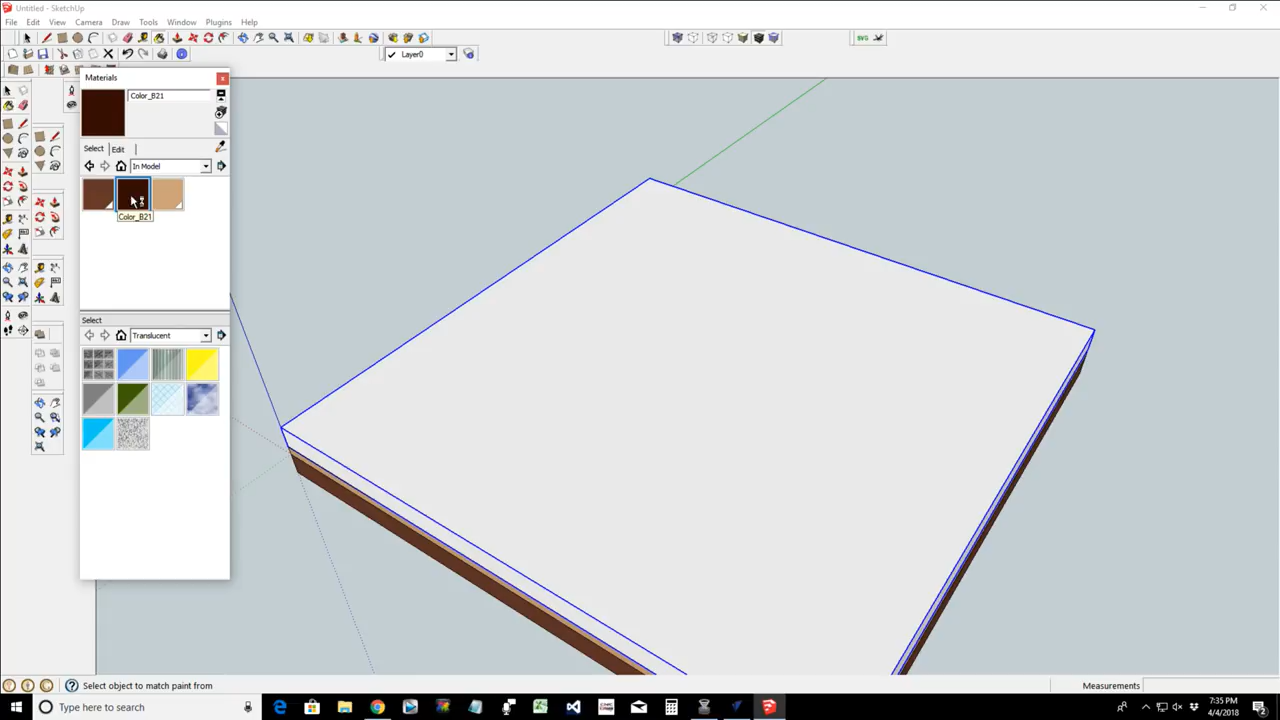 Untitled - SketchUp
File Edit View Camera Draw Tools Window Plugins Help
SVG
Layer0
Materials
x
Color_B21
Select Edit
In Model
Color_B21
Select
Translucent
Select object to match paint from
Measurements
Type here to search
7:35 PM
4/4/2018
2